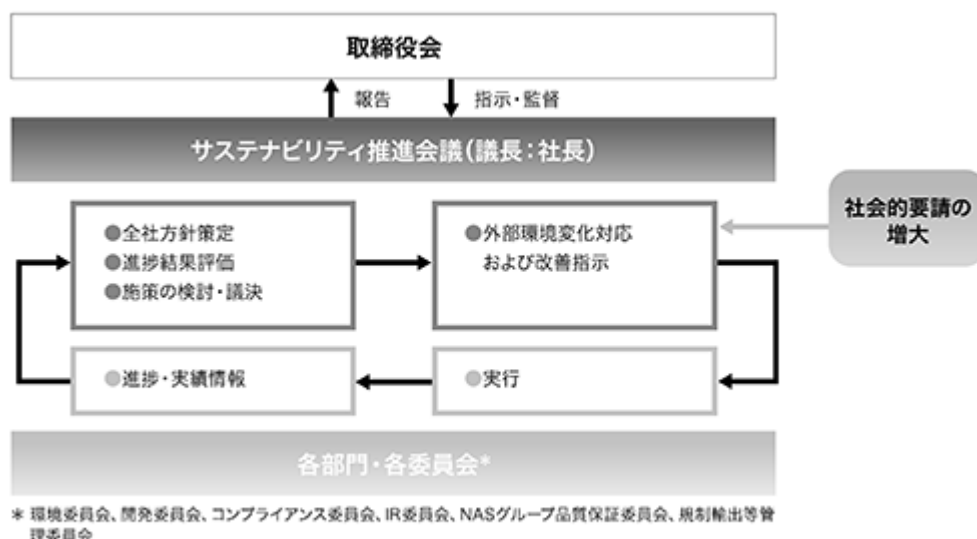 取締役会
報告
指示・監督
サステナビリティ推進会議(議長:社長)
●全社方針策定
●進捗結果評価
●施策の検討・議決
●外部環境変化対応
および改善指示
社会的要請の
増大
●進捗・実績情報
●実行
各部門・各委員会*
* 環境委員会、開発委員会、コンプライアンス委員会、IR委員会、NASグループ品質保証委員会、規制輸出等管
理委員会